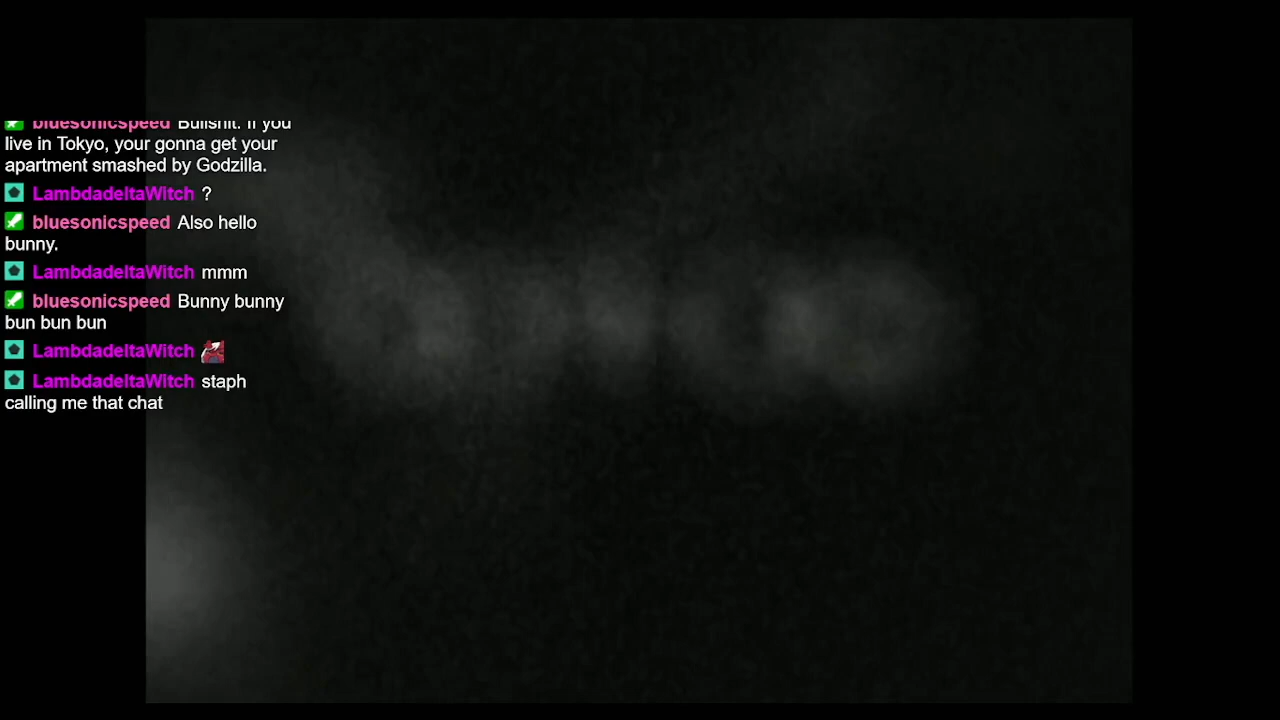 bluesonicspeed Bullshit. If you
live in Tokyo, your gonna get your
apartment smashed by Godzilla.
LambdadeltaWitch ?
bluesonicspeed Also hello
bunny.
LambdadeltaWitch mmm
bluesonicspeed Bunny bunny
bun bun bun
LambdadeltaWitch
LambdadeltaWitch staph
calling me that chat